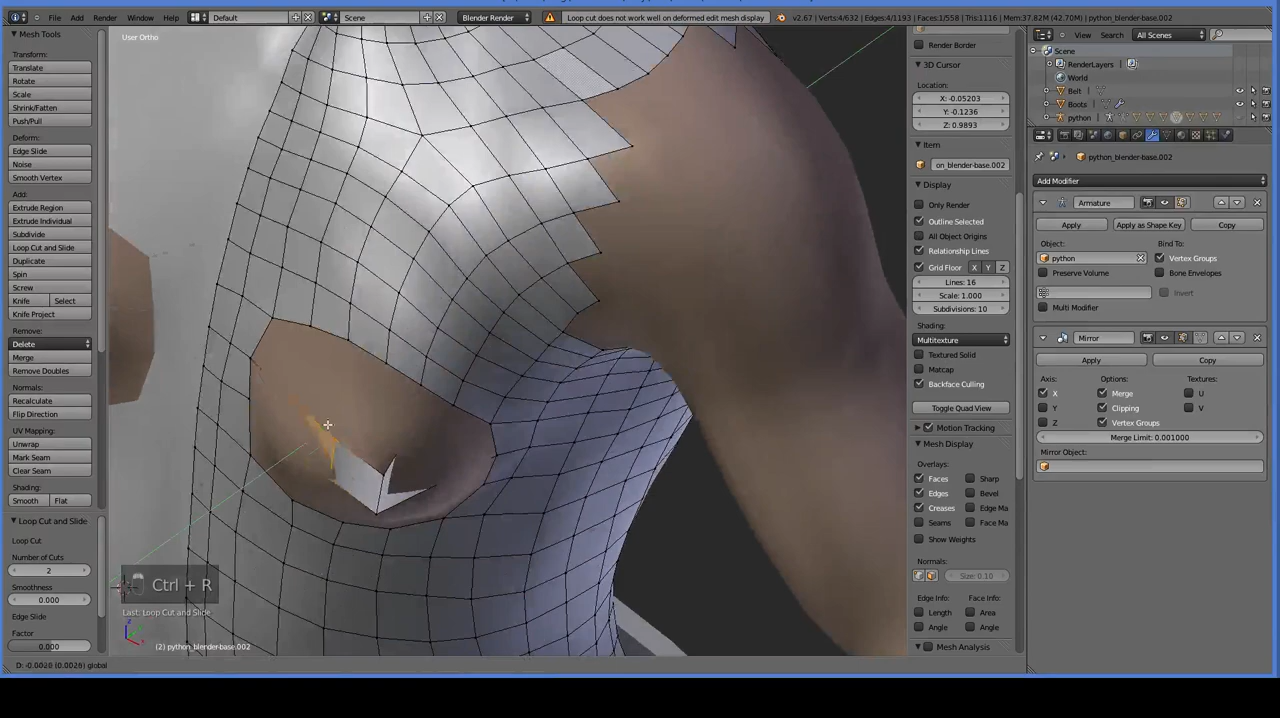 File Add Render Window Help Default Scene Blender Render Loop cut does not work well on deformed edit mesh display v2.67 | Verts:4/632 | Edges:4/1193 | Faces:1/558 | Tris:1116 | Mem:37.82M (42.70M) | python_blender-base.002
Mesh Tools
Transform:
Translate
Rotate
Scale
Shrink/Fatten
Push/Pull
Deform:
Edge Slide
Noise
Smooth Vertex
Add:
Extrude Region
Extrude Individual
Subdivide
Loop Cut and Slide
Duplicate
Spin
Screw
Knife Select
Knife Project
Remove:
Delete
Merge
Remove Doubles
Normals:
Recalculate
Flip Direction
UV Mapping:
Unwrap
Mark Seam
Clear Seam
Shading:
Smooth Flat
Loop Cut and Slide
Loop Cut
Number of Cuts
2
Smoothness
0.000
Edge Slide
Factor
0.000
User Ortho
Ctrl + R
Last: Loop Cut and Slide
(2) python_blender-base.002
global
Render Border
3D Cursor
Location:
X: -0.05203
Y: -0.1236
Z: 0.9893
Item
on_blender-base.002
Display
Only Render
Outline Selected
All Object Origins
Relationship Lines
Grid Floor X Y Z
Lines: 16
Scale: 1.000
Subdivisions: 10
Shading:
Multitexture
Textured Solid
Matcap
Backface Culling
Toggle Quad View
Motion Tracking
Mesh Display
Overlays:
Faces Sharp
Edges Bevel
Creases Edge Ma
Seams Face Ma
Show Weights
Normals:
Size: 0.10
Edge Info: Face Info:
Length Area
Angle Angle
Mesh Analysis
View Search All Scenes
Scene
RenderLayers
World
Belt
Boots
python
python_blender-base.002
Add Modifier
Armature
Apply Apply as Shape Key Copy
Object: Bind To:
python Vertex Groups
Preserve Volume Bone Envelopes
Invert
Multi Modifier
Mirror
Apply Copy
Axis: Options: Textures:
X Merge U
Y Clipping V
Z Vertex Groups
Merge Limit: 0.001000
Mirror Object: